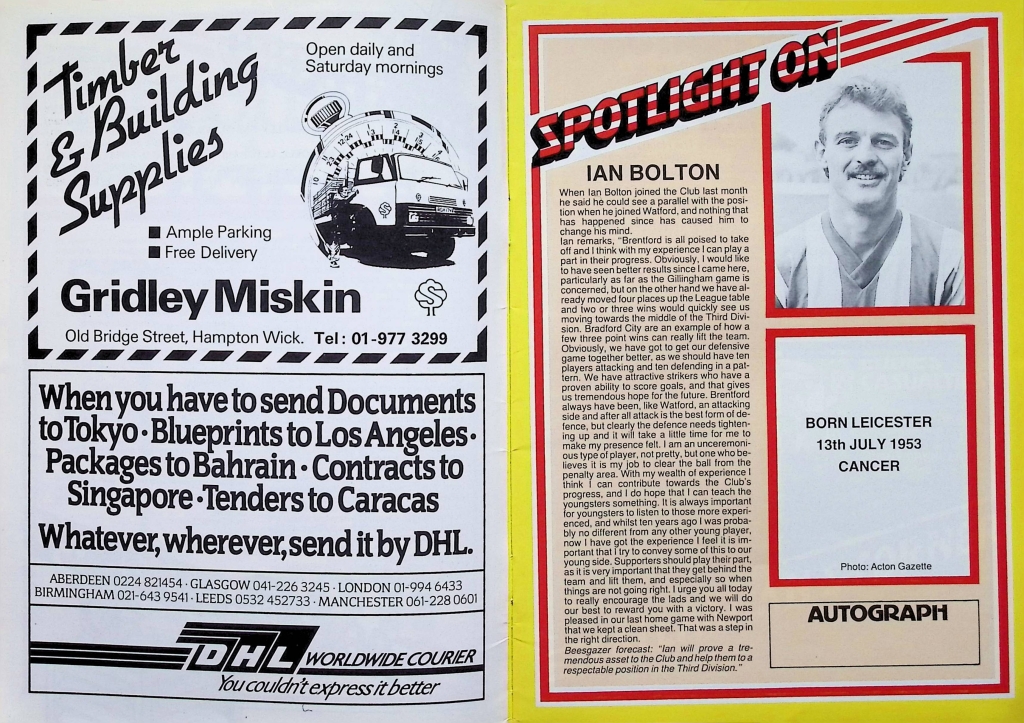 Timber
& Building
Supplies
Open daily and
Saturday mornings
■ Ample Parking
■ Free Delivery
Gridley Miskin
Old Bridge Street, Hampton Wick. Tel: 01-977 3299
When you have to send Documents
to Tokyo · Blueprints to Los Angeles ·
Packages to Bahrain · Contracts to
Singapore · Tenders to Caracas
Whatever, wherever, send it by DHL.
ABERDEEN 0224 821454 · GLASGOW 041-226 3245 · LONDON 01-994 6433
BIRMINGHAM 021-643 9541 · LEEDS 0532 452733 · MANCHESTER 061-228 0601
DHL WORLDWIDE COURIER
You couldn't express it better
SPOTLIGHT ON
IAN BOLTON
When Ian Bolton joined the Club last month
he said he could see a parallel with the posi-
tion when he joined Watford, and nothing that
has happened since has caused him to
change his mind.
Ian remarks, "Brentford is all poised to take
off and I think with my experience I can play a
part in their progress. Obviously, I would like
to have seen better results since I came here,
particularly as far as the Gillingham game is
concerned, but on the other hand we have al-
ready moved four places up the League table
and two or three wins would quickly see us
moving towards the middle of the Third Divi-
sion. Bradford City are an example of how a
few three point wins can really lift the team.
Obviously, we have got to get our defensive
game together better, as we should have ten
players attacking and ten defending in a pat-
tern. We have attractive strikers who have a
proven ability to score goals, and that gives
us tremendous hope for the future. Brentford
always have been, like Watford, an attacking
side and after all attack is the best form of de-
fence, but clearly the defence needs tighten-
ing up and it will take a little time for me to
make my presence felt. I am an unceremoni-
ous type of player, not pretty, but one who be-
lieves it is my job to clear the ball from the
penalty area. With my wealth of experience I
think I can contribute towards the Club's
progress, and I do hope that I can teach the
youngsters something. It is always important
for youngsters to listen to those more experi-
enced, and whilst ten years ago I was proba-
bly no different from any other young player,
now I have got the experience I feel it is im-
portant that I try to convey some of this to our
young side. Supporters should play their part,
as it is very important that they get behind the
team and lift them, and especially so when
things are not going right. I urge you all today
to really encourage the lads and we will do
our best to reward you with a victory. I was
pleased in our last home game with Newport
that we kept a clean sheet. That was a step in
the right direction.
Beesgazer forecast: "Ian will prove a tre-
mendous asset to the Club and help them to a
respectable position in the Third Division."
BORN LEICESTER
13th JULY 1953
CANCER
Photo: Acton Gazette
AUTOGRAPH